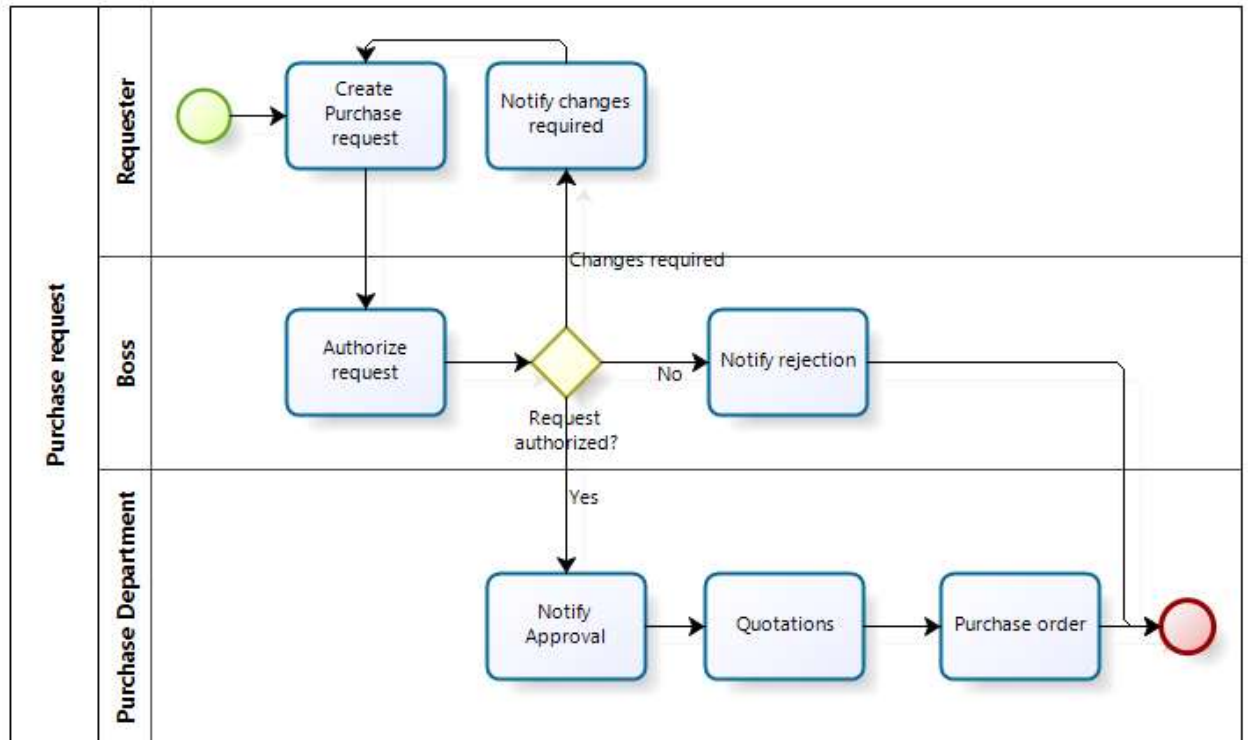 Purchase request
Requester
Create
Purchase
request
Notify changes
required
Changes required
Boss
Authorize
request
Request
authorized?
No
Notify rejection
Purchase Department
Yes
Notify
Approval
Quotations
Purchase order